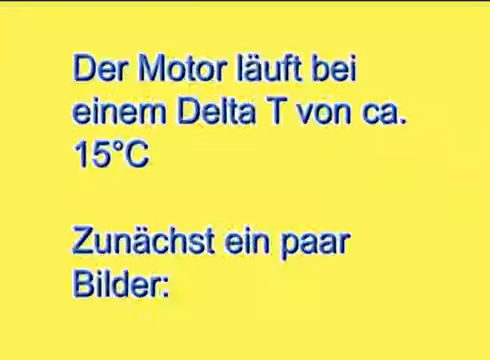 Der Motor läuft bei
einem Delta T von ca.
15°C
Zunächst ein paar
Bilder: